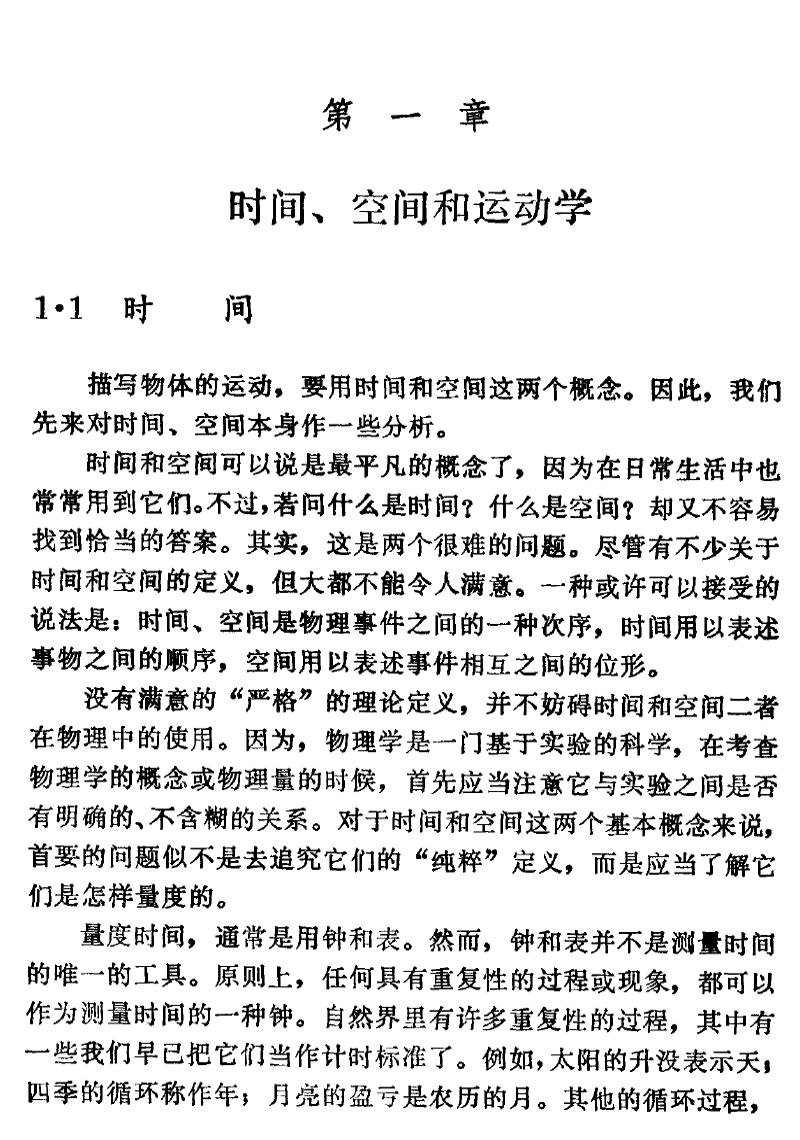 第一章
时间、空间和运动学
1·1 时 间
描写物体的运动，要用时间和空间这两个概念。因此，我们
先来对时间、空间本身作一些分析。
时间和空间可以说是最平凡的概念了，因为在日常生活中也
常常用到它们。不过，若问什么是时间？什么是空间？却又不容易
找到恰当的答案。其实，这是两个很难的问题。尽管有不少关于
时间和空间的定义，但大都不能令人满意。一种或许可以接受的
说法是：时间、空间是物理事件之间的一种次序，时间用以表述
事物之间的顺序，空间用以表述事件相互之间的位形。
没有满意的“严格”的理论定义，并不妨碍时间和空间二者
在物理中的使用。因为，物理学是一门基于实验的科学，在考查
物理学的概念或物理量的时候，首先应当注意它与实验之间是否
有明确的、不含糊的关系。对于时间和空间这两个基本概念来说，
首要的问题似不是去追究它们的“纯粹”定义，而是应当了解它
们是怎样量度的。
量度时间，通常是用钟和表。然而，钟和表并不是测量时间
的唯一的工具。原则上，任何具有重复性的过程或现象，都可以
作为测量时间的一种钟。自然界里有许多重复性的过程，其中有
一些我们早已把它们当作计时标准了。例如，太阳的升没表示天；
四季的循环称作年；月亮的盈亏是农历的月。其他的循环过程，